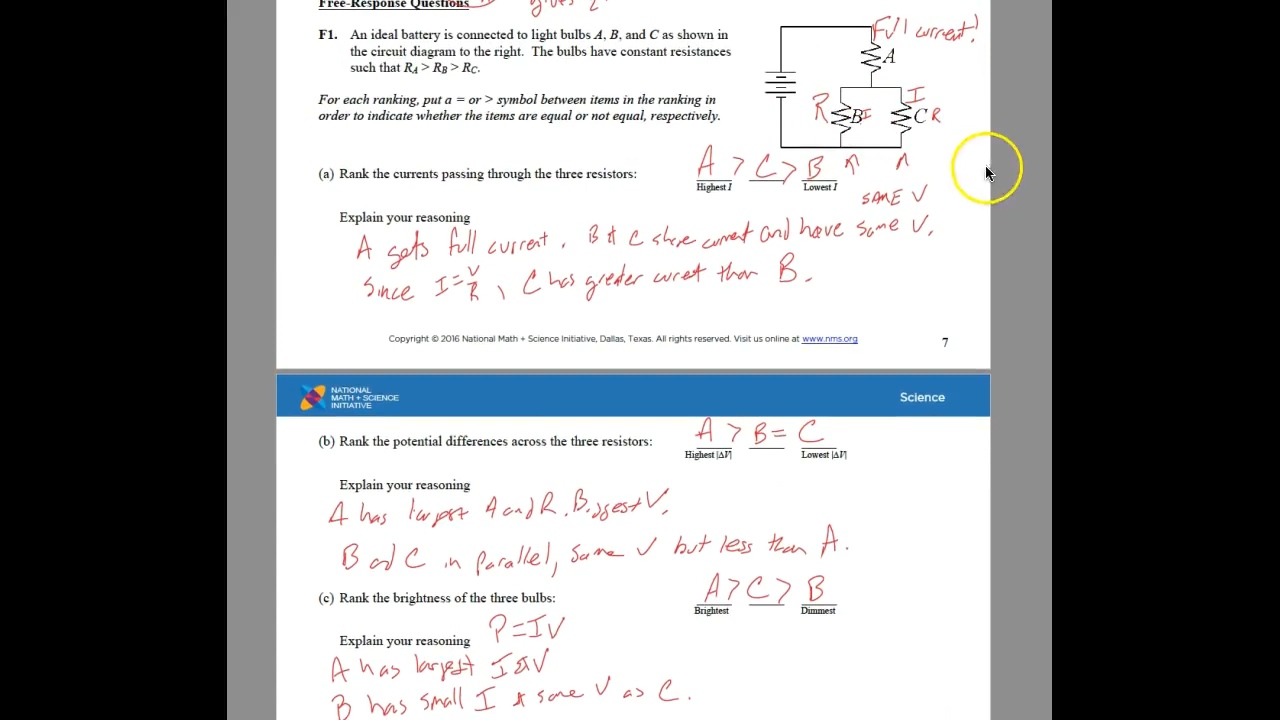 Free-Response Questions
gives 2
F1. An ideal battery is connected to light bulbs A, B, and C as shown in the circuit diagram to the right. The bulbs have constant resistances such that RA > RB > RC.
For each ranking, put a = or > symbol between items in the ranking in order to indicate whether the items are equal or not equal, respectively.
Full current!
A
I
R B I
C R
(a) Rank the currents passing through the three resistors:
A > C > B
Highest I Lowest I
SAME V
Explain your reasoning
A gets full current. B & C share current and have same V.
Since I = V/R, C has greater curret than B.
Copyright © 2016 National Math + Science Initiative, Dallas, Texas. All rights reserved. Visit us online at www.nms.org
7
NATIONAL
MATH + SCIENCE
INITIATIVE
Science
(b) Rank the potential differences across the three resistors:
A > B = C
Highest |ΔV| Lowest |ΔV|
Explain your reasoning
A has largest A and R. Biggest V.
B and C in parallel, same V but less than A.
(c) Rank the brightness of the three bulbs:
A > C > B
Brightest Dimmest
Explain your reasoning
P = IV
A has largest I & V
B has small I & same V as C.